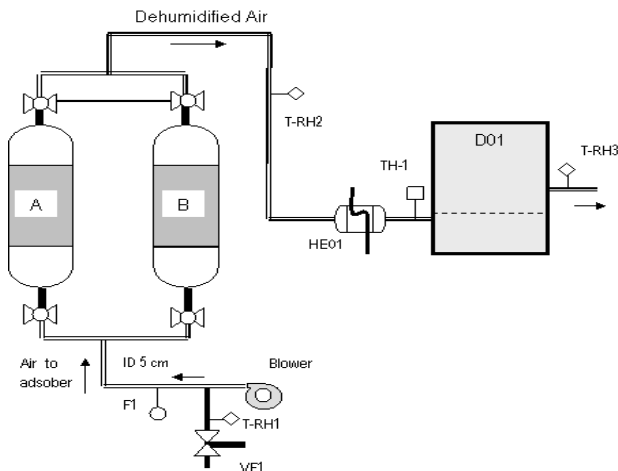 Dehumidified Air
T-RH2
D01
T-RH3
TH-1
A
B
HE01
Air to
adsober
ID 5 cm
Blower
F1
T-RH1
VF1